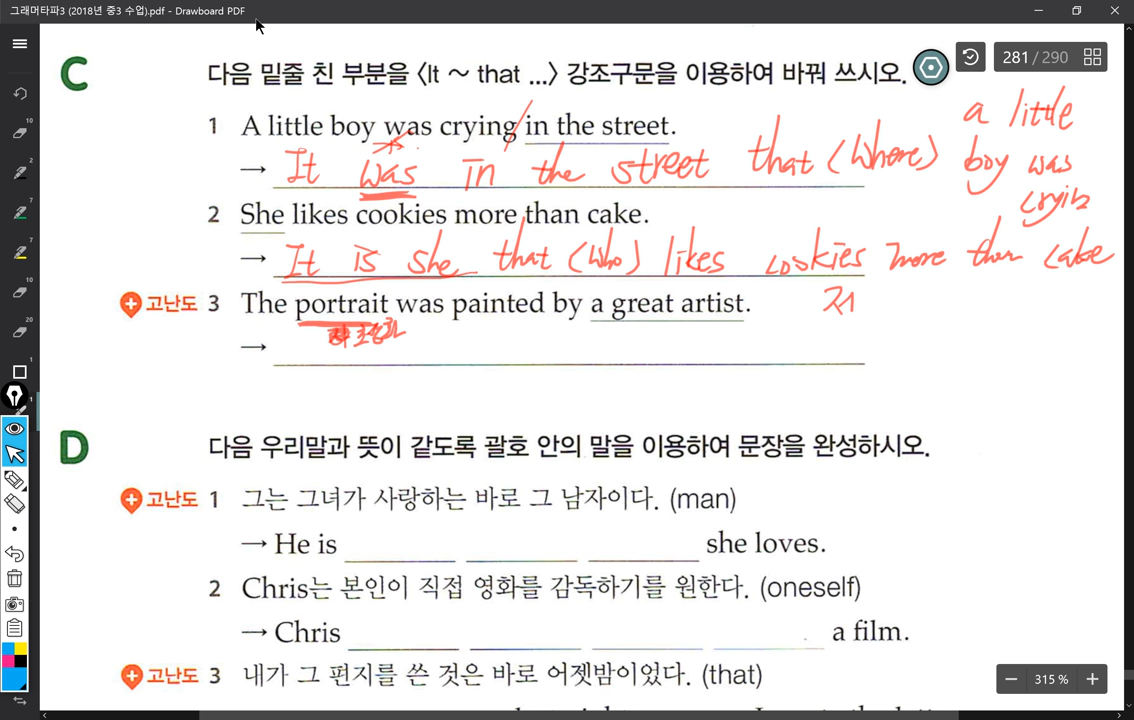 그래머타파3 (2018년 중3 수업).pdf - Drawboard PDF
281 / 290
C 다음 밑줄 친 부분을 〈It ~ that ...〉 강조구문을 이용하여 바꿔 쓰시오.
1 A little boy was crying in the street.
→ It was in the street that (where) a little boy was crying
2 She likes cookies more than cake.
→ It is she that (who) likes cookies more than cake
고난도 3 The portrait was painted by a great artist.
초상화
→
D 다음 우리말과 뜻이 같도록 괄호 안의 말을 이용하여 문장을 완성하시오.
고난도 1 그는 그녀가 사랑하는 바로 그 남자이다. (man)
→ He is she loves.
2 Chris는 본인이 직접 영화를 감독하기를 원한다. (oneself)
→ Chris a film.
고난도 3 내가 그 편지를 쓴 것은 바로 어젯밤이었다. (that)
315 %